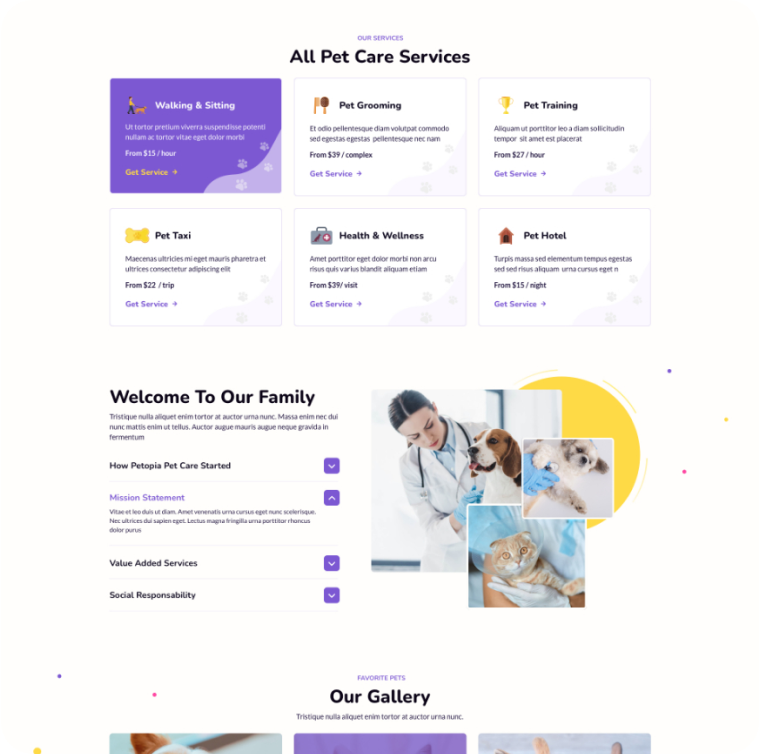 OUR SERVICES
All Pet Care Services
Walking & Sitting
Ut tortor pretium viverra suspendisse potenti
nullam ac tortor vitae eget dolor morbi
From $15 / hour
Get Service
Pet Grooming
Et odio pellentesque diam volutpat commodo
sed egestas egestas pellentesque nec nam
From $39 / complex
Get Service
Pet Training
Aliquam ut porttitor leo a diam sollicitudin
tempor sit amet est placerat
From $27 / hour
Get Service
Pet Taxi
Maecenas ultricies mi eget mauris pharetra et
ultrices consectetur adipiscing elit
From $22 / trip
Get Service
Health & Wellness
Amet porttitor eget dolor morbi non arcu
risus quis varius blandit aliquam etiam
From $39/ visit
Get Service
Pet Hotel
Turpis massa sed elementum tempus egestas
sed sed risus aliquam urna cursus eget n
From $15 / night
Get Service
Welcome To Our Family
Tristique nulla aliquet enim tortor at auctor urna nunc. Massa enim nec dui
nunc mattis enim ut tellus. Auctor augue mauris augue neque gravida in
fermentum
How Petopia Pet Care Started
Mission Statement
Vitae et leo duis ut diam. Amet venenatis urna cursus eget nunc scelerisque.
Nec ultrices dui sapien eget. Lectus magna fringilla urna porttitor rhoncus
dolor purus
Value Added Services
Social Responsability
FAVORITE PETS
Our Gallery
Tristique nulla aliquet enim tortor at auctor urna nunc.